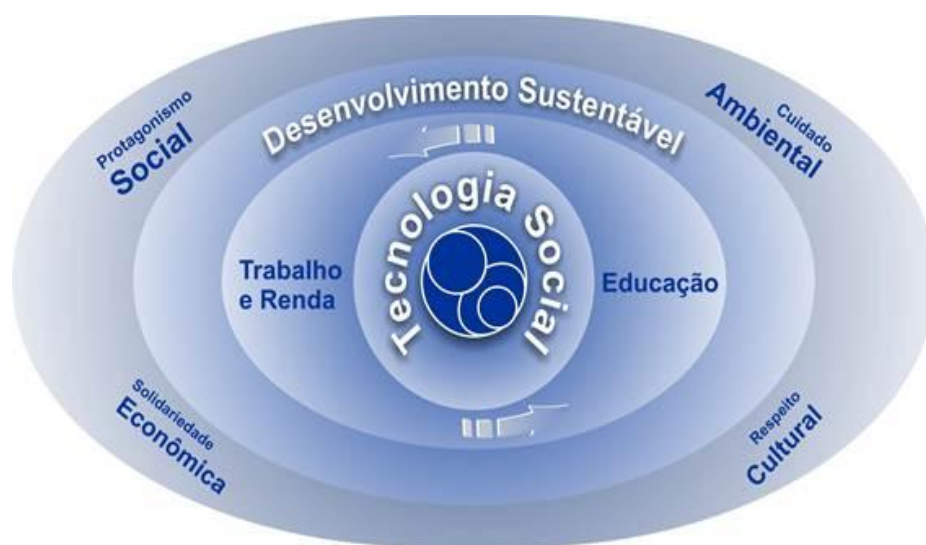 Desenvolvimento Sustentável
Protagonismo
Social
Cuidado
Ambiental
Tecnologia Social
Trabalho
e Renda
Educação
Solidariedade
Econômica
Respeito
Cultural